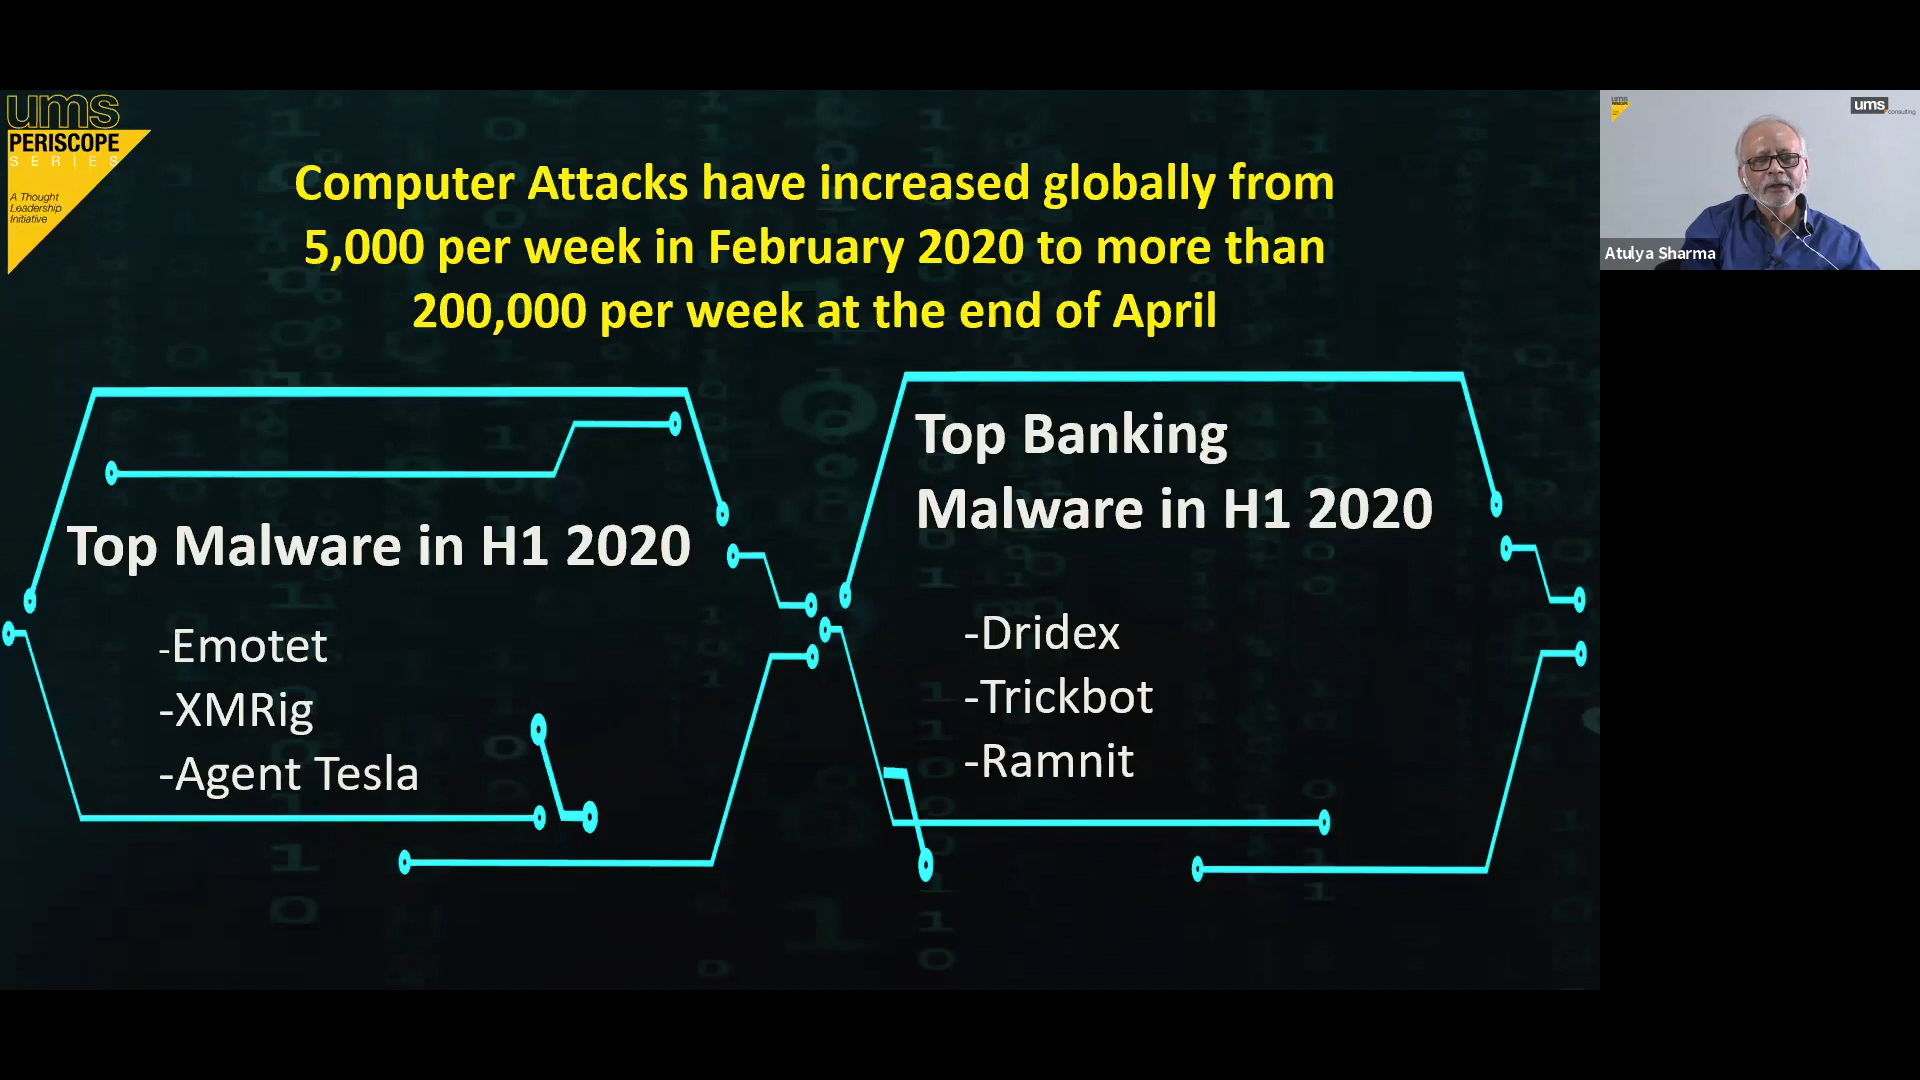 ums
PERISCOPE
SERIES
A Thought
Leadership
Initiative
Computer Attacks have increased globally from
5,000 per week in February 2020 to more than
200,000 per week at the end of April
Top Malware in H1 2020
-Emotet
-XMRig
-Agent Tesla
Top Banking
Malware in H1 2020
-Dridex
-Trickbot
-Ramnit
ums
consulting
Atulya Sharma